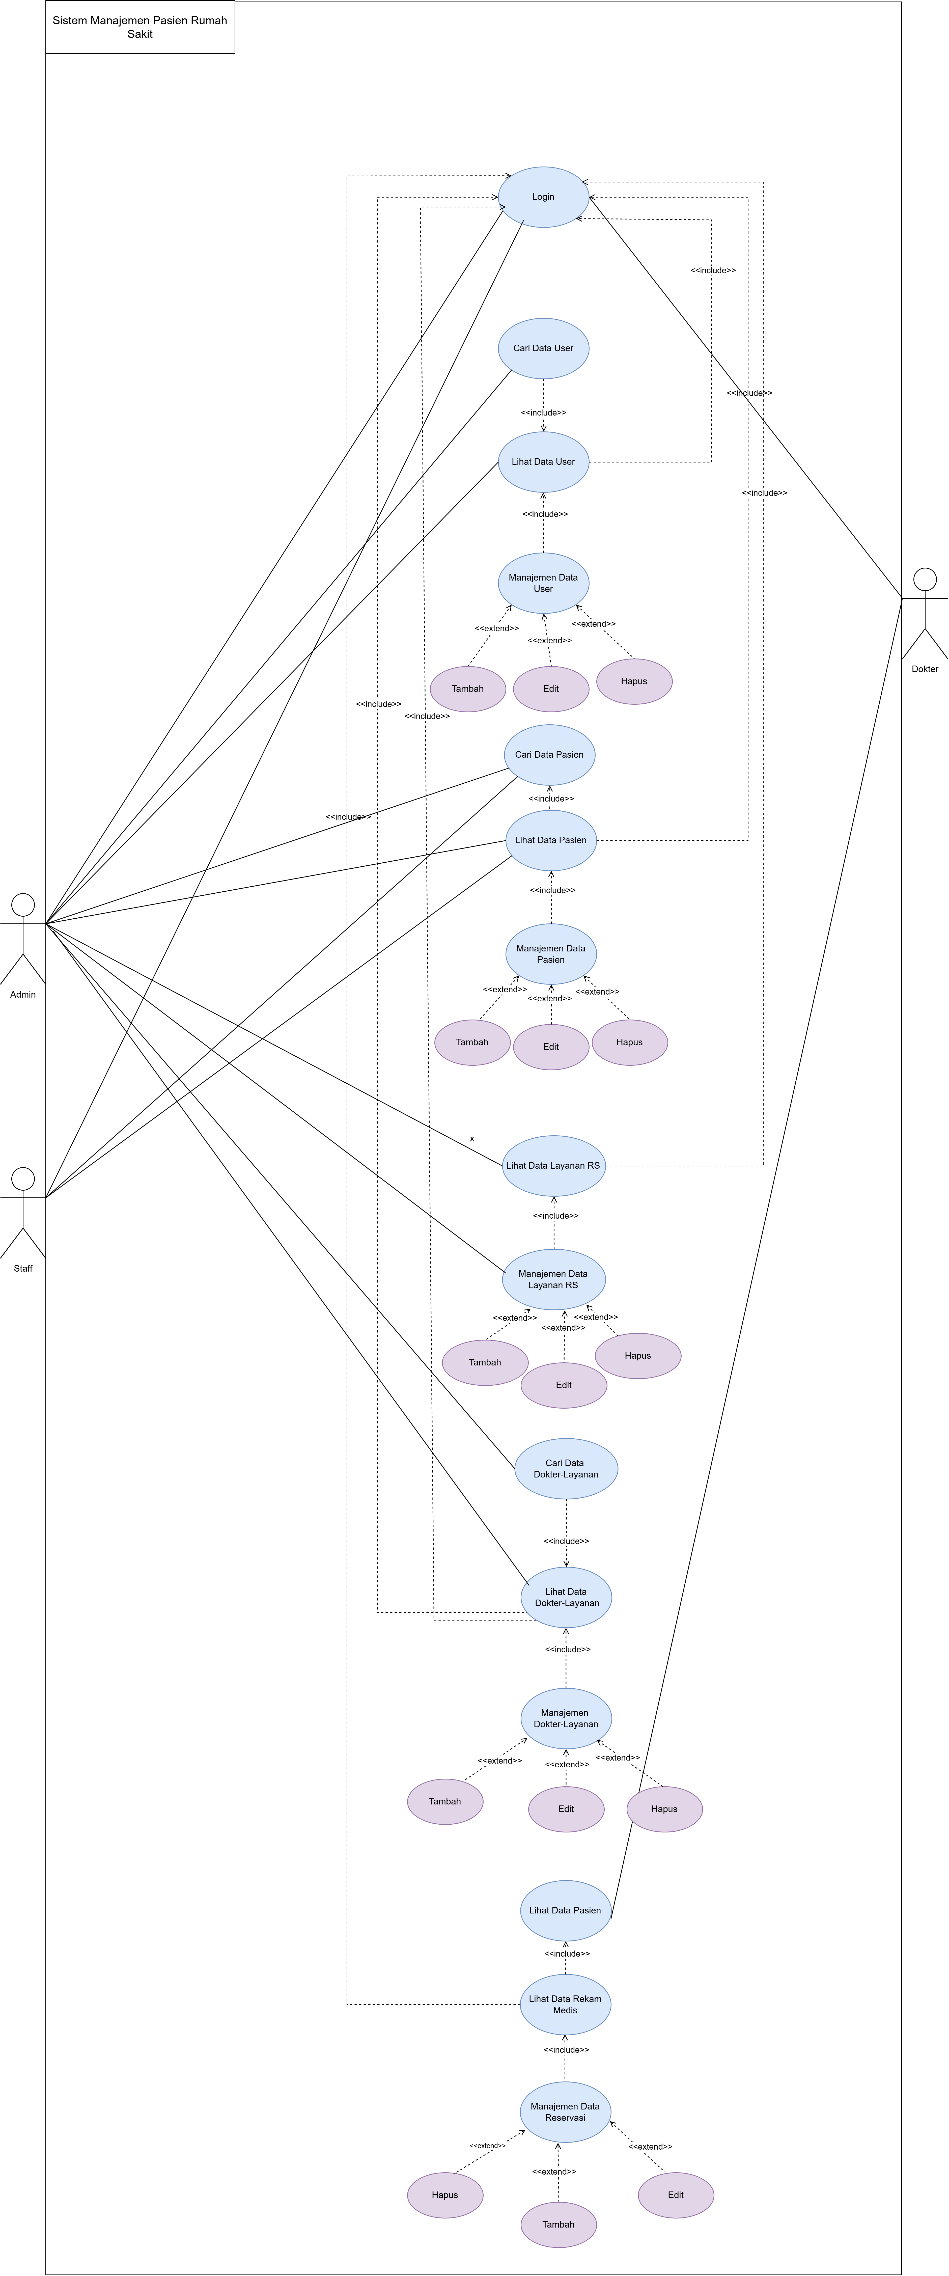 Sistem Manajemen Pasien Rumah
Sakit
Login
<<include>>
Cari Data User
<<include>>
<<include>>
Lihat Data User
<<include>>
<<include>>
Manajemen Data
User
<<extend>>
<<extend>>
<<extend>>
Tambah
Edit
Hapus
Dokter
<<include>>
<<include>>
Cari Data Pasien
<<include>>
<<include>>
Lihat Data Pasien
<<include>>
Manajemen Data
Pasien
<<extend>>
<<extend>>
<<extend>>
Tambah
Edit
Hapus
Admin
x
Lihat Data Layanan RS
<<include>>
Staff
Manajemen Data
Layanan RS
<<extend>>
<<extend>>
<<extend>>
Tambah
Edit
Hapus
Cari Data
Dokter-Layanan
<<include>>
Lihat Data
Dokter-Layanan
<<include>>
Manajemen
Dokter-Layanan
<<extend>>
<<extend>>
<<extend>>
Tambah
Edit
Hapus
Lihat Data Pasien
<<include>>
Lihat Data Rekam
Medis
<<include>>
Manajemen Data
Reservasi
<<extend>>
<<extend>>
<<extend>>
Hapus
Tambah
Edit